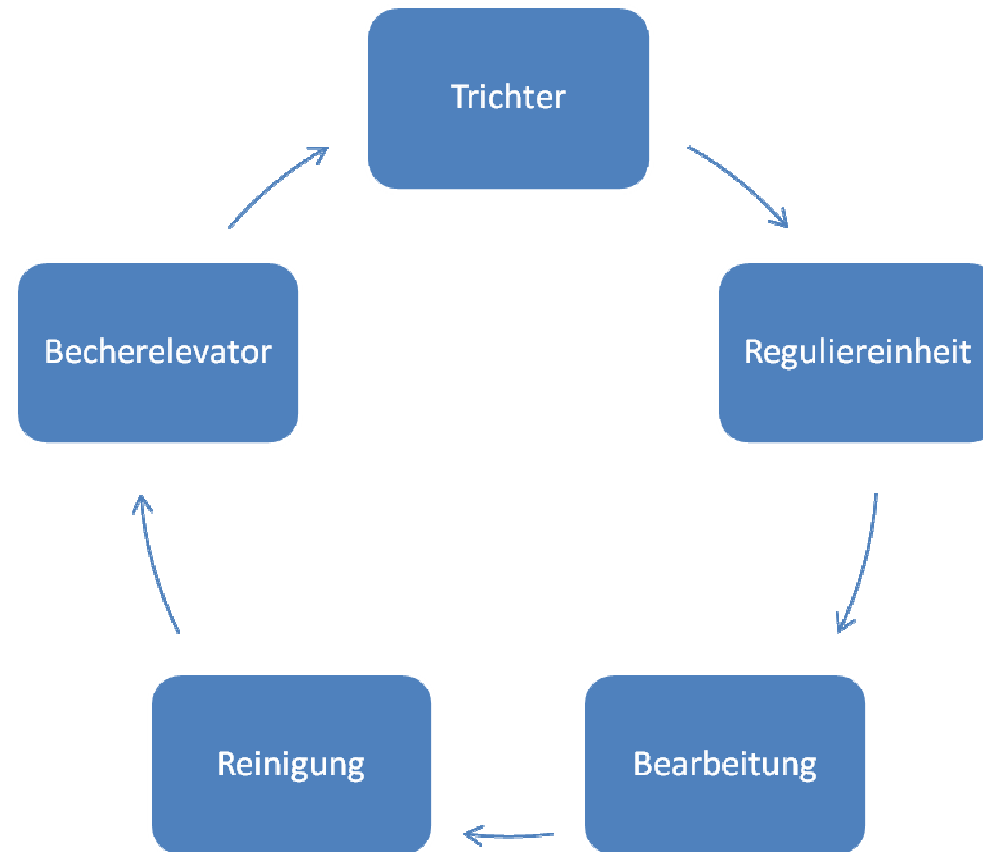 Trichter
Reguliereinheit
Bearbeitung
Reinigung
Becherelevator